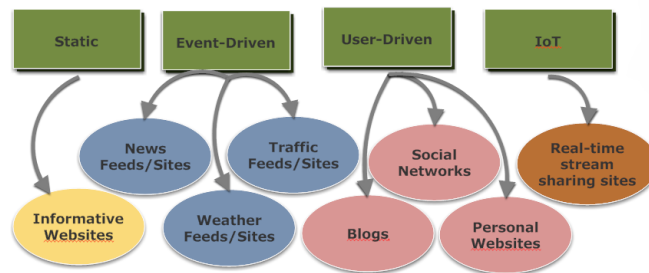 Static
Event-Driven
User-Driven
IoT
News
Feeds/Sites
Traffic
Feeds/Sites
Social
Networks
Real-time
stream
sharing sites
Informative
Websites
Weather
Feeds/Sites
Blogs
Personal
Websites